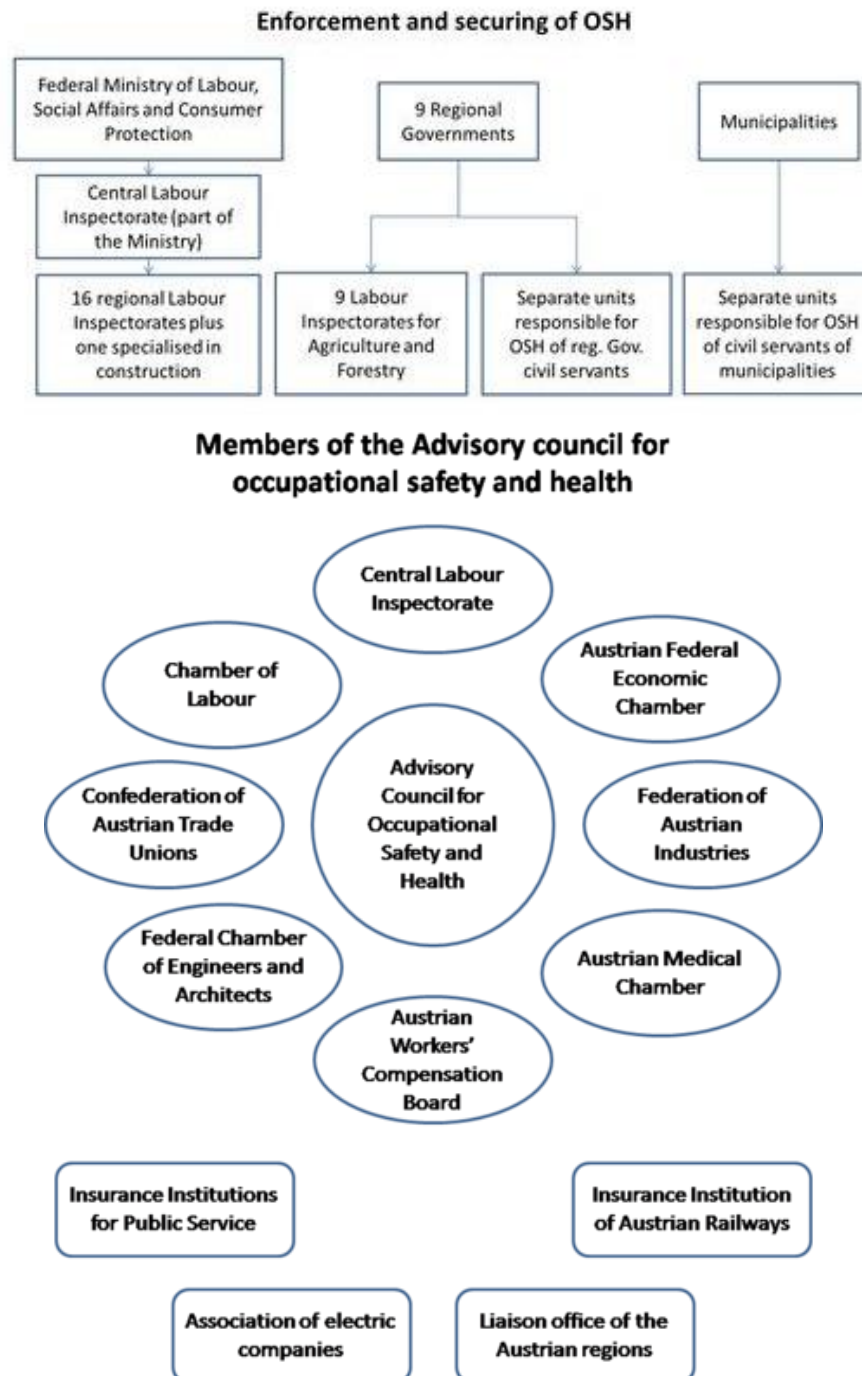 Enforcement and securing of OSH
Federal Ministry of Labour,
Social Affairs and Consumer
Protection
9 Regional
Governments
Municipalities
Central Labour
Inspectorate (part of
the Ministry)
16 regional Labour
Inspectorates plus
one specialised in
construction
9 Labour
Inspectorates for
Agriculture and
Forestry
Separate units
responsible for
OSH of reg. Gov.
civil servants
Separate units
responsible for OSH
of civil servants of
municipalities
Members of the Advisory council for
occupational safety and health
Central Labour
Inspectorate
Chamber of
Labour
Austrian Federal
Economic
Chamber
Confederation of
Austrian Trade
Unions
Advisory
Council for
Occupational
Safety and
Health
Federation of
Austrian
Industries
Federal Chamber
of Engineers and
Architects
Austrian Medical
Chamber
Austrian
Workers'
Compensation
Board
Insurance Institutions
for Public Service
Insurance Institution
of Austrian Railways
Association of electric
companies
Liaison office of the
Austrian regions